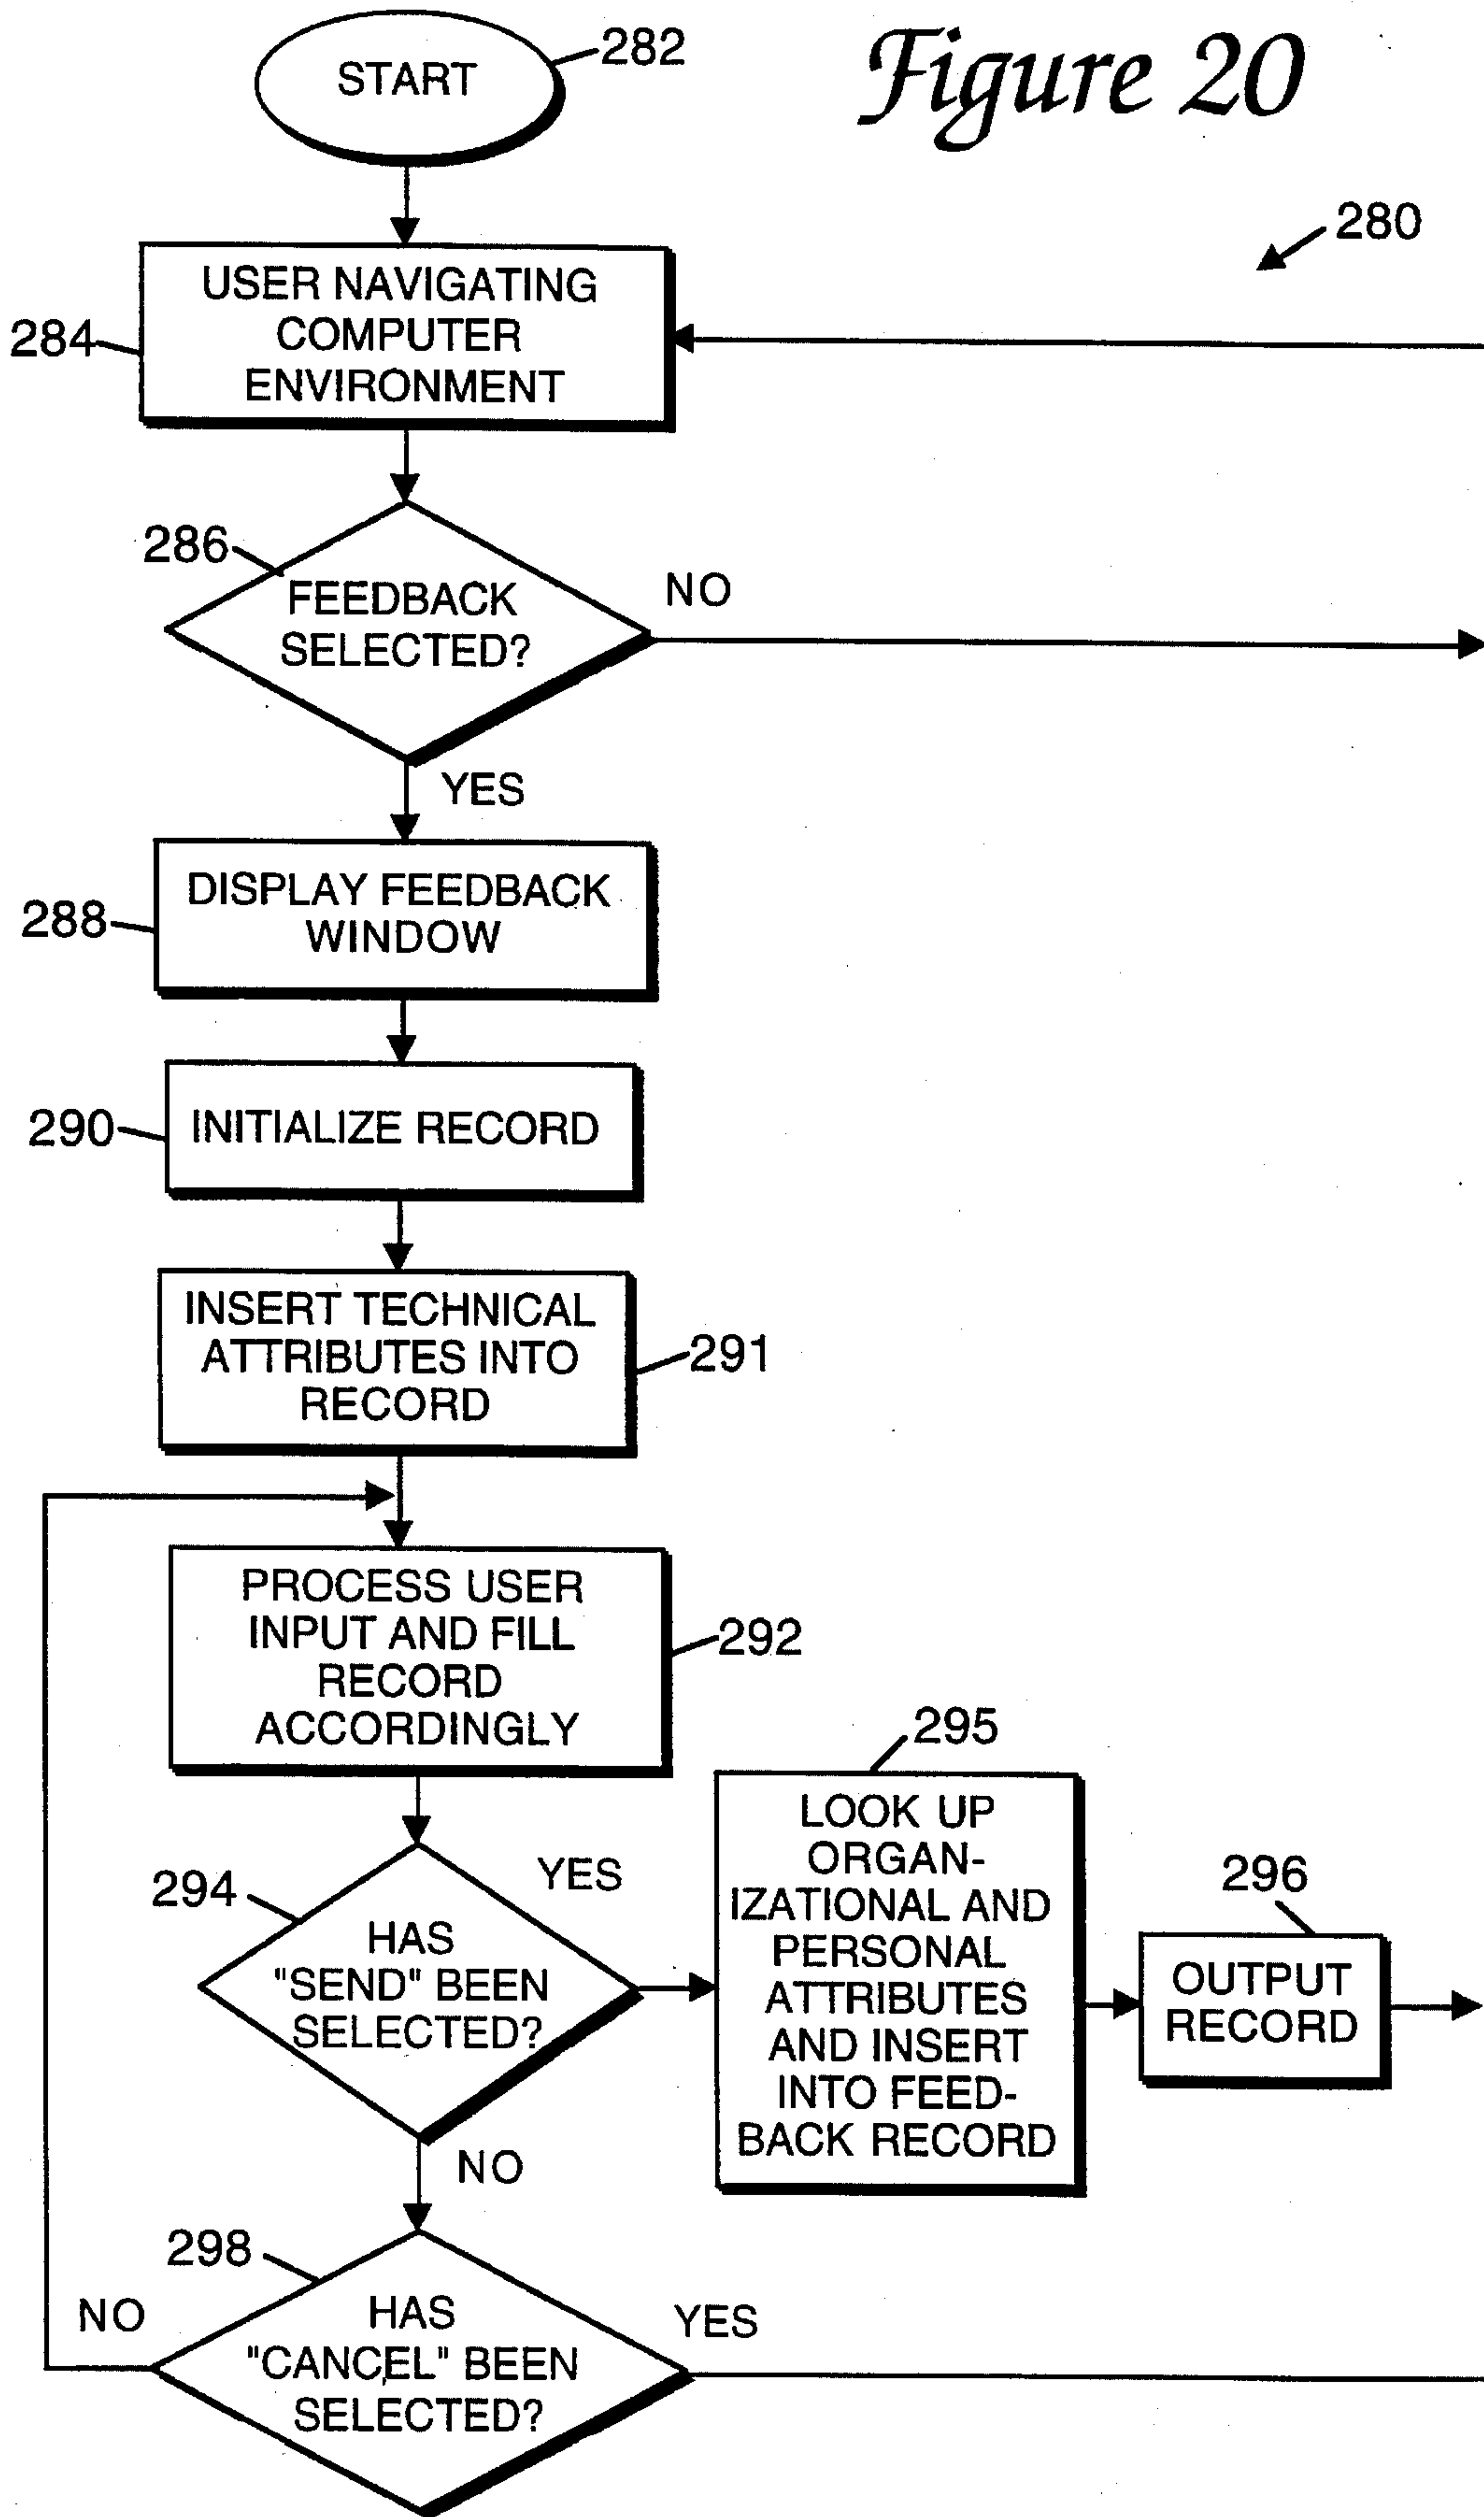 Figure 20
START
282
280
USER NAVIGATING
COMPUTER
ENVIRONMENT
284
286
FEEDBACK
SELECTED?
NO
YES
DISPLAY FEEDBACK
WINDOW
288
INITIALIZE RECORD
290
INSERT TECHNICAL
ATTRIBUTES INTO
RECORD
291
PROCESS USER
INPUT AND FILL
RECORD
ACCORDINGLY
292
294
HAS
"SEND" BEEN
SELECTED?
YES
NO
295
LOOK UP
ORGAN-
IZATIONAL AND
PERSONAL
ATTRIBUTES
AND INSERT
INTO FEED-
BACK RECORD
296
OUTPUT
RECORD
298
HAS
"CANCEL" BEEN
SELECTED?
NO
YES